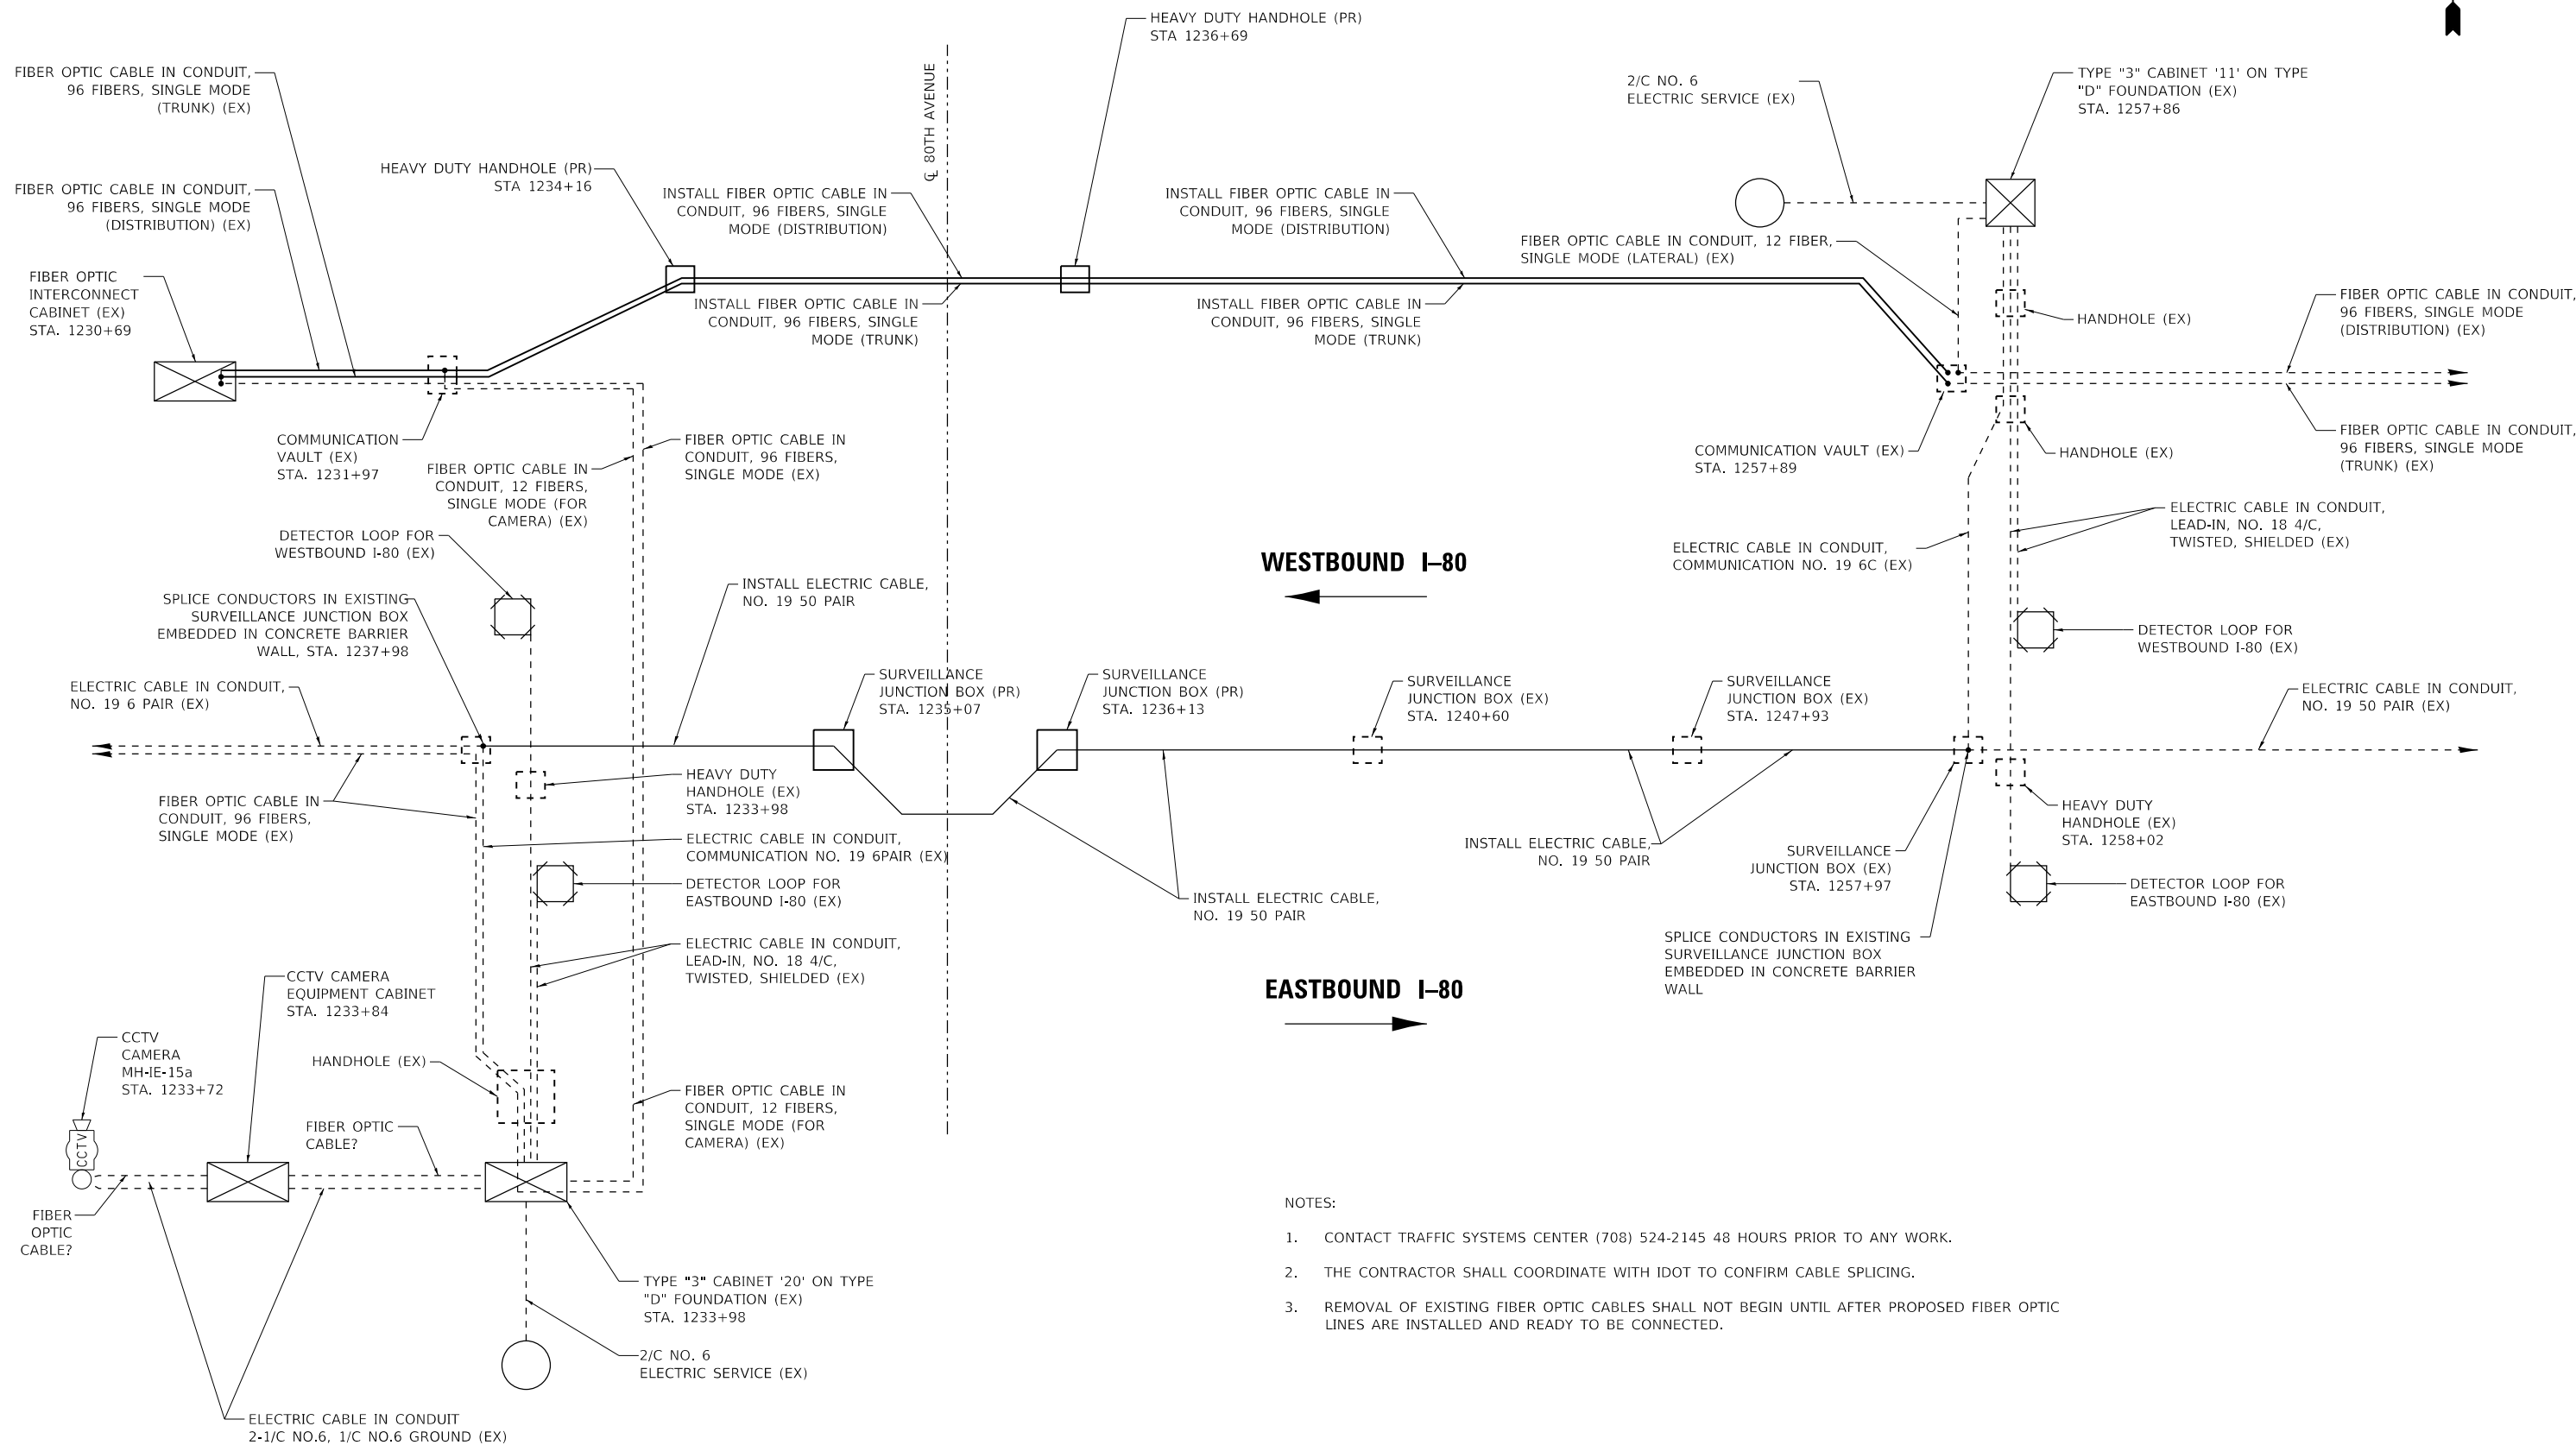 HEAVY DUTY HANDHOLE (PR)
STA 1236+69
FIBER OPTIC CABLE IN CONDUIT,
96 FIBERS, SINGLE MODE
(TRUNK) (EX)
℄ 80TH AVENUE
2/C NO. 6
ELECTRIC SERVICE (EX)
TYPE "3" CABINET '11' ON TYPE
"D" FOUNDATION (EX)
STA. 1257+86
HEAVY DUTY HANDHOLE (PR)
STA 1234+16
FIBER OPTIC CABLE IN CONDUIT,
96 FIBERS, SINGLE MODE
(DISTRIBUTION) (EX)
INSTALL FIBER OPTIC CABLE IN
CONDUIT, 96 FIBERS, SINGLE
MODE (DISTRIBUTION)
INSTALL FIBER OPTIC CABLE IN
CONDUIT, 96 FIBERS, SINGLE
MODE (DISTRIBUTION)
FIBER OPTIC CABLE IN CONDUIT, 12 FIBER,
SINGLE MODE (LATERAL) (EX)
FIBER OPTIC
INTERCONNECT
CABINET (EX)
STA. 1230+69
INSTALL FIBER OPTIC CABLE IN
CONDUIT, 96 FIBERS, SINGLE
MODE (TRUNK)
INSTALL FIBER OPTIC CABLE IN
CONDUIT, 96 FIBERS, SINGLE
MODE (TRUNK)
HANDHOLE (EX)
FIBER OPTIC CABLE IN CONDUIT,
96 FIBERS, SINGLE MODE
(DISTRIBUTION) (EX)
COMMUNICATION
VAULT (EX)
STA. 1231+97
FIBER OPTIC CABLE IN
CONDUIT, 12 FIBERS,
SINGLE MODE (FOR
CAMERA) (EX)
FIBER OPTIC CABLE IN
CONDUIT, 96 FIBERS,
SINGLE MODE (EX)
COMMUNICATION VAULT (EX)
STA. 1257+89
HANDHOLE (EX)
FIBER OPTIC CABLE IN CONDUIT,
96 FIBERS, SINGLE MODE
(TRUNK) (EX)
DETECTOR LOOP FOR
WESTBOUND I-80 (EX)
WESTBOUND I-80
ELECTRIC CABLE IN CONDUIT,
COMMUNICATION NO. 19 6C (EX)
ELECTRIC CABLE IN CONDUIT,
LEAD-IN, NO. 18 4/C,
TWISTED, SHIELDED (EX)
SPLICE CONDUCTORS IN EXISTING
SURVEILLANCE JUNCTION BOX
EMBEDDED IN CONCRETE BARRIER
WALL, STA. 1237+98
INSTALL ELECTRIC CABLE,
NO. 19 50 PAIR
DETECTOR LOOP FOR
WESTBOUND I-80 (EX)
ELECTRIC CABLE IN CONDUIT,
NO. 19 6 PAIR (EX)
SURVEILLANCE
JUNCTION BOX (PR)
STA. 1235+07
SURVEILLANCE
JUNCTION BOX (PR)
STA. 1236+13
SURVEILLANCE
JUNCTION BOX (EX)
STA. 1240+60
SURVEILLANCE
JUNCTION BOX (EX)
STA. 1247+93
ELECTRIC CABLE IN CONDUIT,
NO. 19 50 PAIR (EX)
FIBER OPTIC CABLE IN
CONDUIT, 96 FIBERS,
SINGLE MODE (EX)
HEAVY DUTY
HANDHOLE (EX)
STA. 1233+98
ELECTRIC CABLE IN CONDUIT,
COMMUNICATION NO. 19 6PAIR (EX)
DETECTOR LOOP FOR
EASTBOUND I-80 (EX)
INSTALL ELECTRIC CABLE,
NO. 19 50 PAIR
INSTALL ELECTRIC CABLE,
NO. 19 50 PAIR
SURVEILLANCE
JUNCTION BOX (EX)
STA. 1257+97
HEAVY DUTY
HANDHOLE (EX)
STA. 1258+02
DETECTOR LOOP FOR
EASTBOUND I-80 (EX)
ELECTRIC CABLE IN CONDUIT,
LEAD-IN, NO. 18 4/C,
TWISTED, SHIELDED (EX)
SPLICE CONDUCTORS IN EXISTING
SURVEILLANCE JUNCTION BOX
EMBEDDED IN CONCRETE BARRIER
WALL
EASTBOUND I-80
CCTV CAMERA
EQUIPMENT CABINET
STA. 1233+84
CCTV
CAMERA
MH-IE-15a
STA. 1233+72
HANDHOLE (EX)
FIBER OPTIC CABLE IN
CONDUIT, 12 FIBERS,
SINGLE MODE (FOR
CAMERA) (EX)
CCTV
FIBER OPTIC
CABLE?
FIBER
OPTIC
CABLE?
TYPE "3" CABINET '20' ON TYPE
"D" FOUNDATION (EX)
STA. 1233+98
2/C NO. 6
ELECTRIC SERVICE (EX)
ELECTRIC CABLE IN CONDUIT
2-1/C NO.6, 1/C NO.6 GROUND (EX)
NOTES:
1. CONTACT TRAFFIC SYSTEMS CENTER (708) 524-2145 48 HOURS PRIOR TO ANY WORK.
2. THE CONTRACTOR SHALL COORDINATE WITH IDOT TO CONFIRM CABLE SPLICING.
3. REMOVAL OF EXISTING FIBER OPTIC CABLES SHALL NOT BEGIN UNTIL AFTER PROPOSED FIBER OPTIC
LINES ARE INSTALLED AND READY TO BE CONNECTED.